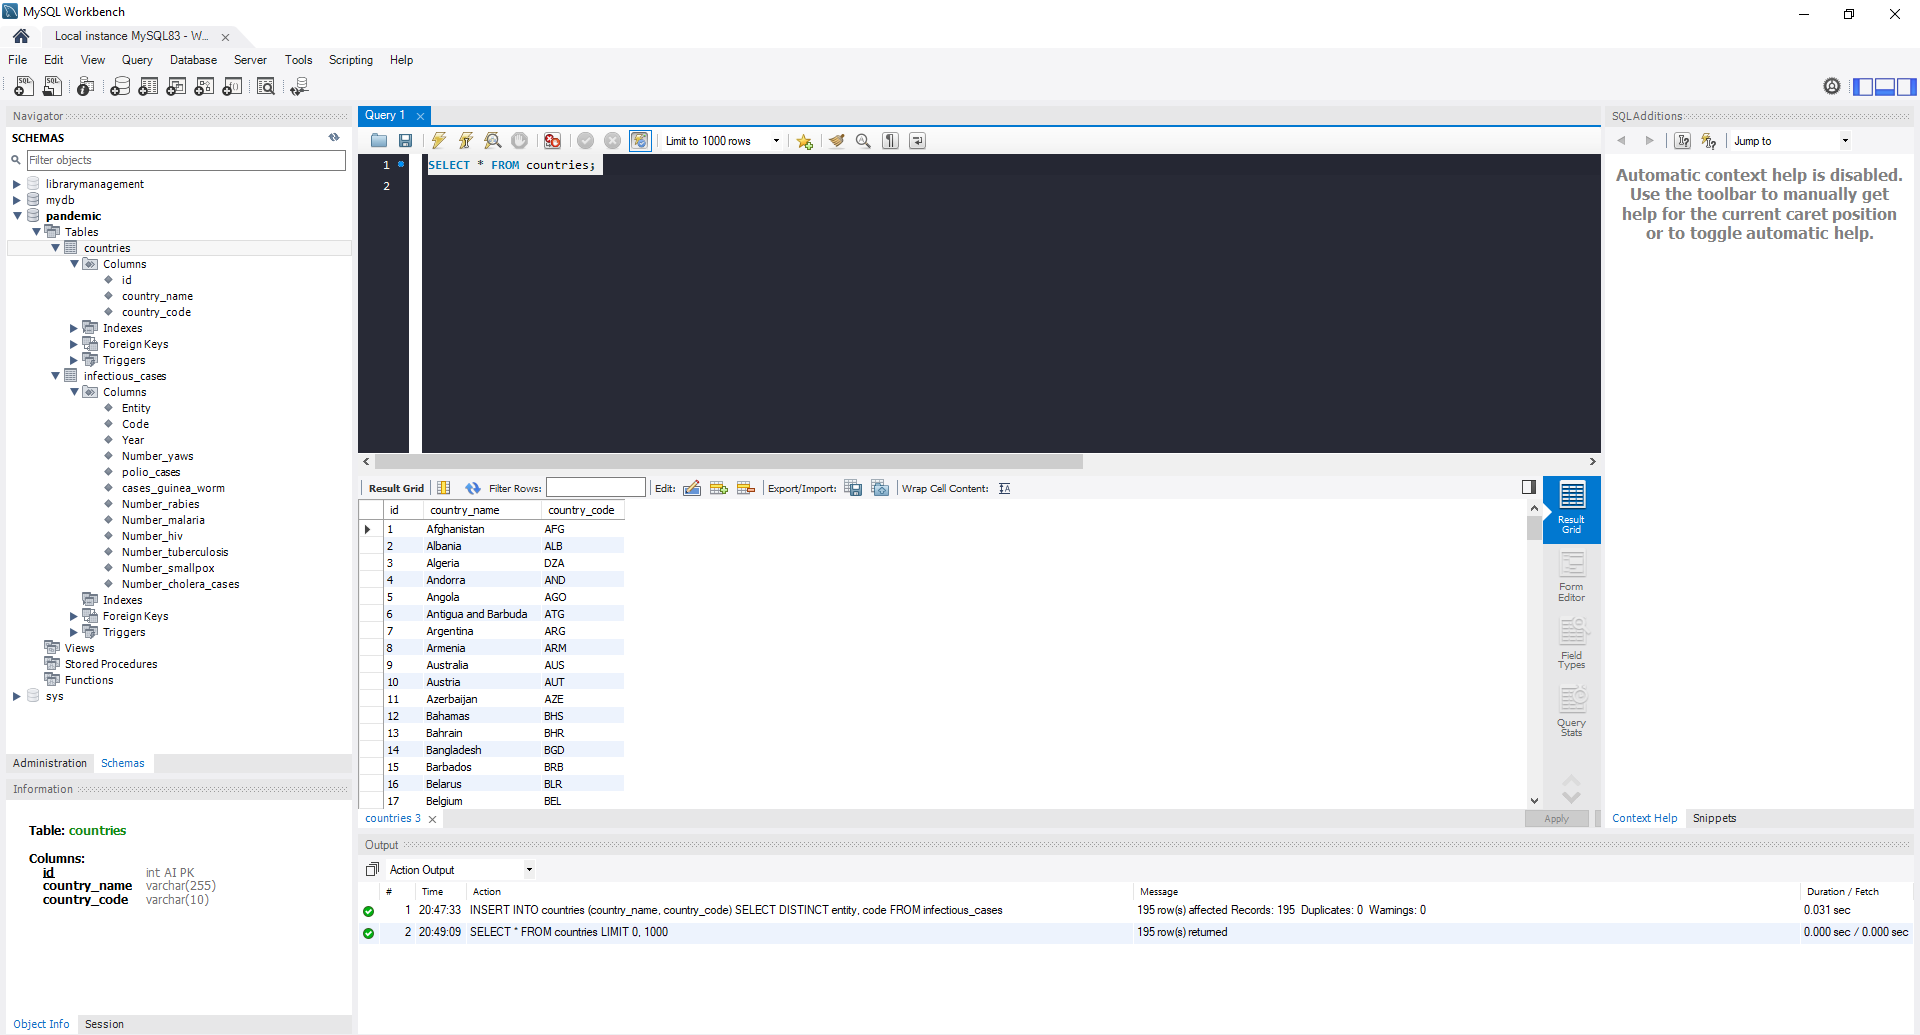 MySQL Workbench
Local instance MySQL83 - W...
File Edit View Query Database Server Tools Scripting Help
Navigator
SCHEMAS
Filter objects
librarymanagement
mydb
pandemic
Tables
countries
Columns
id
country_name
country_code
Indexes
Foreign Keys
Triggers
infectious_cases
Columns
Entity
Code
Year
Number_yaws
polio_cases
cases_guinea_worm
Number_rabies
Number_malaria
Number_hiv
Number_tuberculosis
Number_smallpox
Number_cholera_cases
Indexes
Foreign Keys
Triggers
Views
Stored Procedures
Functions
sys
Administration Schemas
Information
Table: countries
Columns:
id int AI PK
country_name varchar(255)
country_code varchar(10)
Object Info Session
Query 1
Limit to 1000 rows
1 SELECT * FROM countries;
2
Result Grid Filter Rows: Edit: Export/Import: Wrap Cell Content:
id country_name country_code
1 Afghanistan AFG
2 Albania ALB
3 Algeria DZA
4 Andorra AND
5 Angola AGO
6 Antigua and Barbuda ATG
7 Argentina ARG
8 Armenia ARM
9 Australia AUS
10 Austria AUT
11 Azerbaijan AZE
12 Bahamas BHS
13 Bahrain BHR
14 Bangladesh BGD
15 Barbados BRB
16 Belarus BLR
17 Belgium BEL
Result
Grid
Form
Editor
Field
Types
Query
Stats
countries 3
Apply
Output
Action Output
# Time Action Message Duration / Fetch
1 20:47:33 INSERT INTO countries (country_name, country_code) SELECT DISTINCT entity, code FROM infectious_cases 195 row(s) affected Records: 195 Duplicates: 0 Warnings: 0 0.031 sec
2 20:49:09 SELECT * FROM countries LIMIT 0, 1000 195 row(s) returned 0.000 sec / 0.000 sec
SQLAdditions
Jump to
Automatic context help is disabled.
Use the toolbar to manually get
help for the current caret position
or to toggle automatic help.
Context Help Snippets